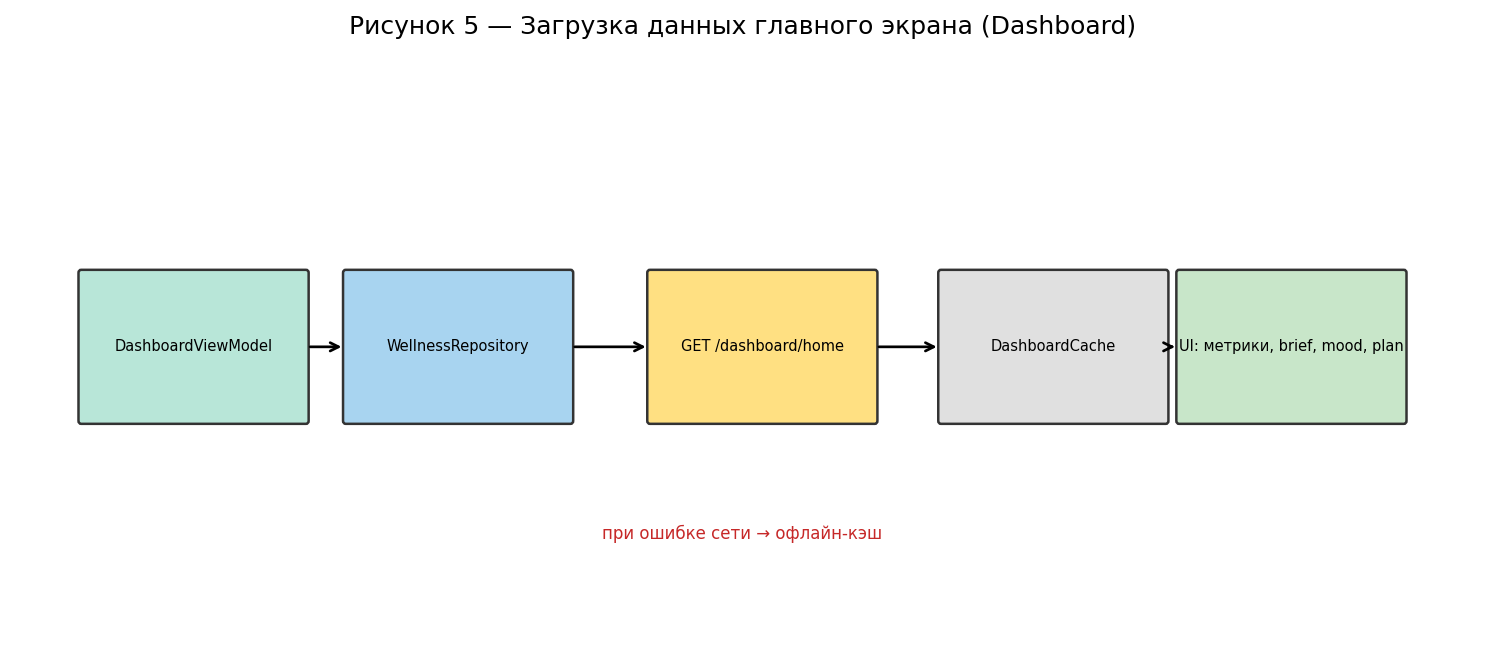 Рисунок 5 — Загрузка данных главного экрана (Dashboard)
DashboardViewModel
WellnessRepository
GET /dashboard/home
DashboardCache
UI: метрики, brief, mood, plan
при ошибке сети → офлайн-кэш